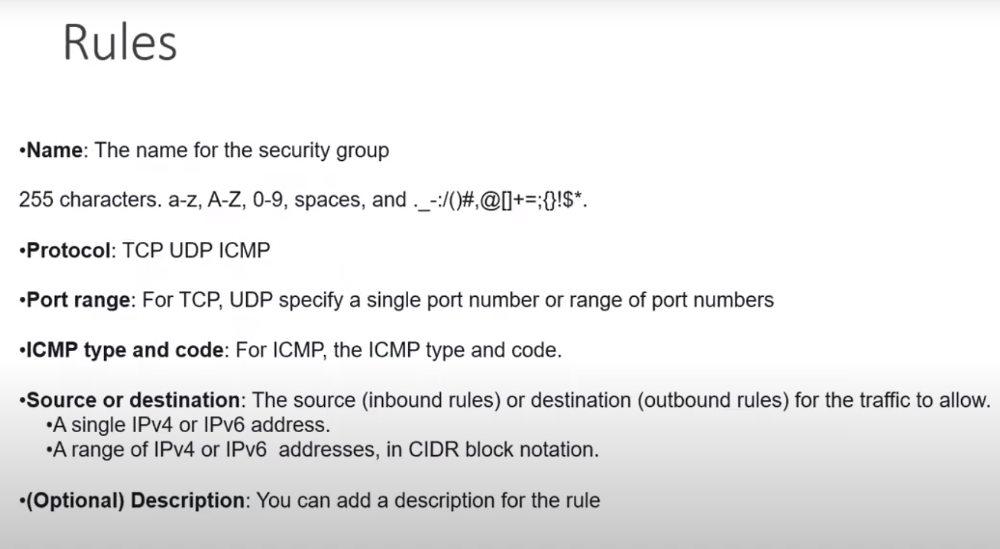 Rules
•Name: The name for the security group
255 characters. a-z, A-Z, 0-9, spaces, and ._-:/()#,@[]+=;{}!$*.
•Protocol: TCP UDP ICMP
•Port range: For TCP, UDP specify a single port number or range of port numbers
•ICMP type and code: For ICMP, the ICMP type and code.
•Source or destination: The source (inbound rules) or destination (outbound rules) for the traffic to allow.
•A single IPv4 or IPv6 address.
•A range of IPv4 or IPv6  addresses, in CIDR block notation.
•(Optional) Description: You can add a description for the rule